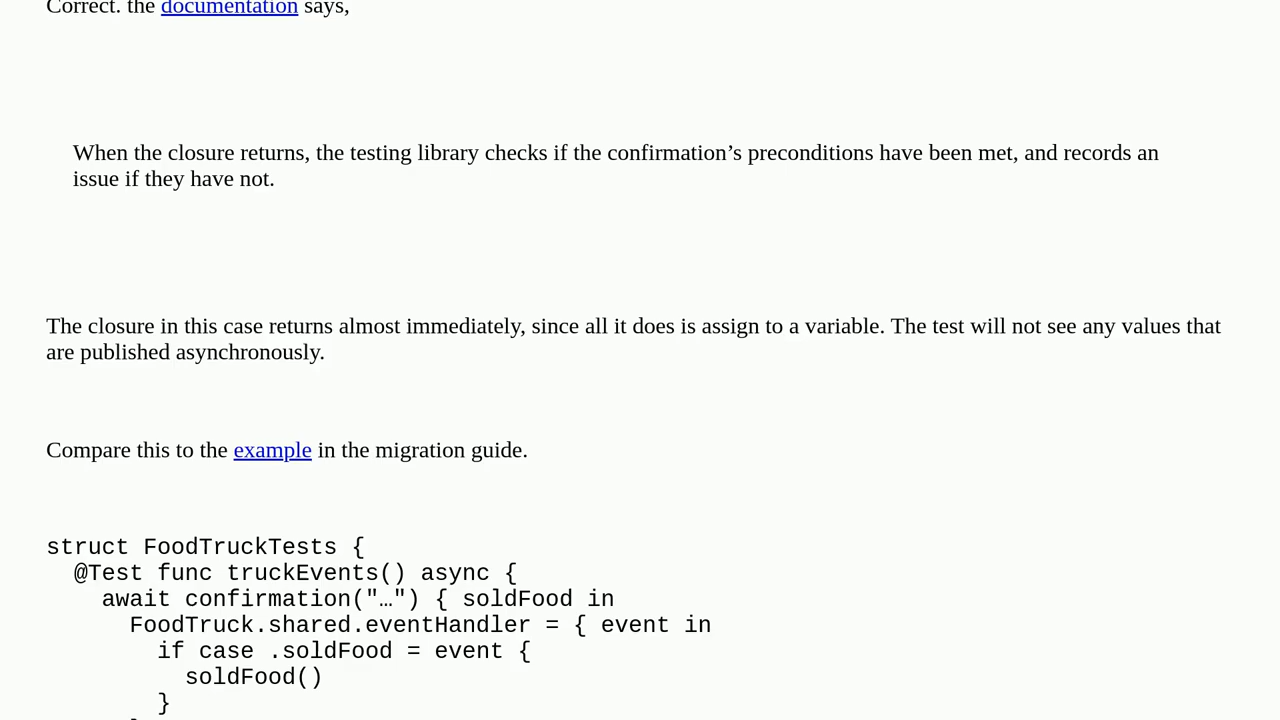 Correct. the documentation says,
When the closure returns, the testing library checks if the confirmation’s preconditions have been met, and records an
issue if they have not.
The closure in this case returns almost immediately, since all it does is assign to a variable. The test will not see any values that
are published asynchronously.
Compare this to the example in the migration guide.
struct FoodTruckTests {
  @Test func truckEvents() async {
    await confirmation("…") { soldFood in
      FoodTruck.shared.eventHandler = { event in
        if case .soldFood = event {
          soldFood()
        }